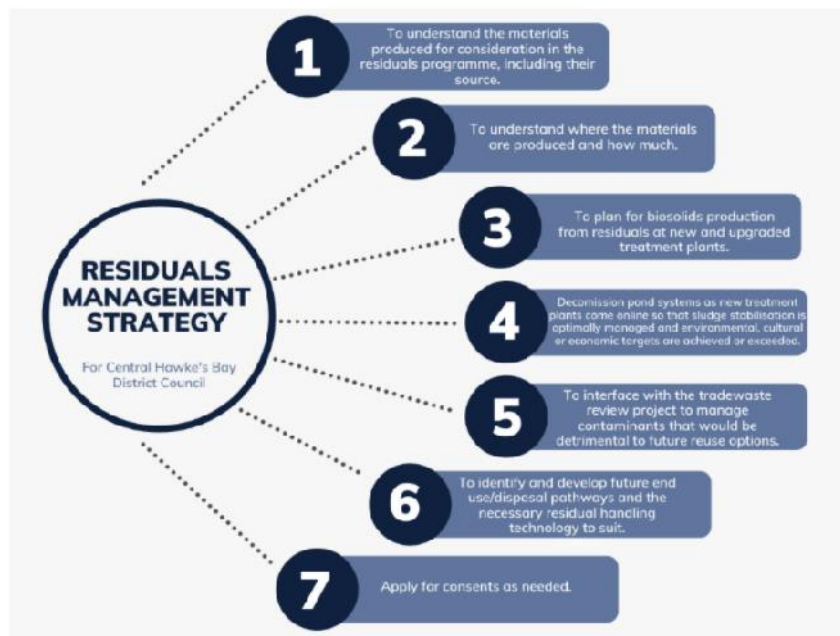 1
To understand the materials
produced for consideration in the
residuals programme, including their
source.
2
To understand where the materials
are produced and how much.
3
To plan for biosolids production
from residuals at new and upgraded
treatment plants.
RESIDUALS
MANAGEMENT
STRATEGY
For Central Hawke's Bay
District Council
4
Decomission pond systems as new treatment
plants come online so that sludge stabilisation is
optimally managed and environmental, cultural
or economic targets are achieved or exceeded.
5
To interface with the tradewaste
review project to manage
contaminants that would be
detrimental to future reuse options.
6
To identify and develop future end
use/disposal pathways and the
necessary residual handling
technology to suit.
7
Apply for consents as needed.